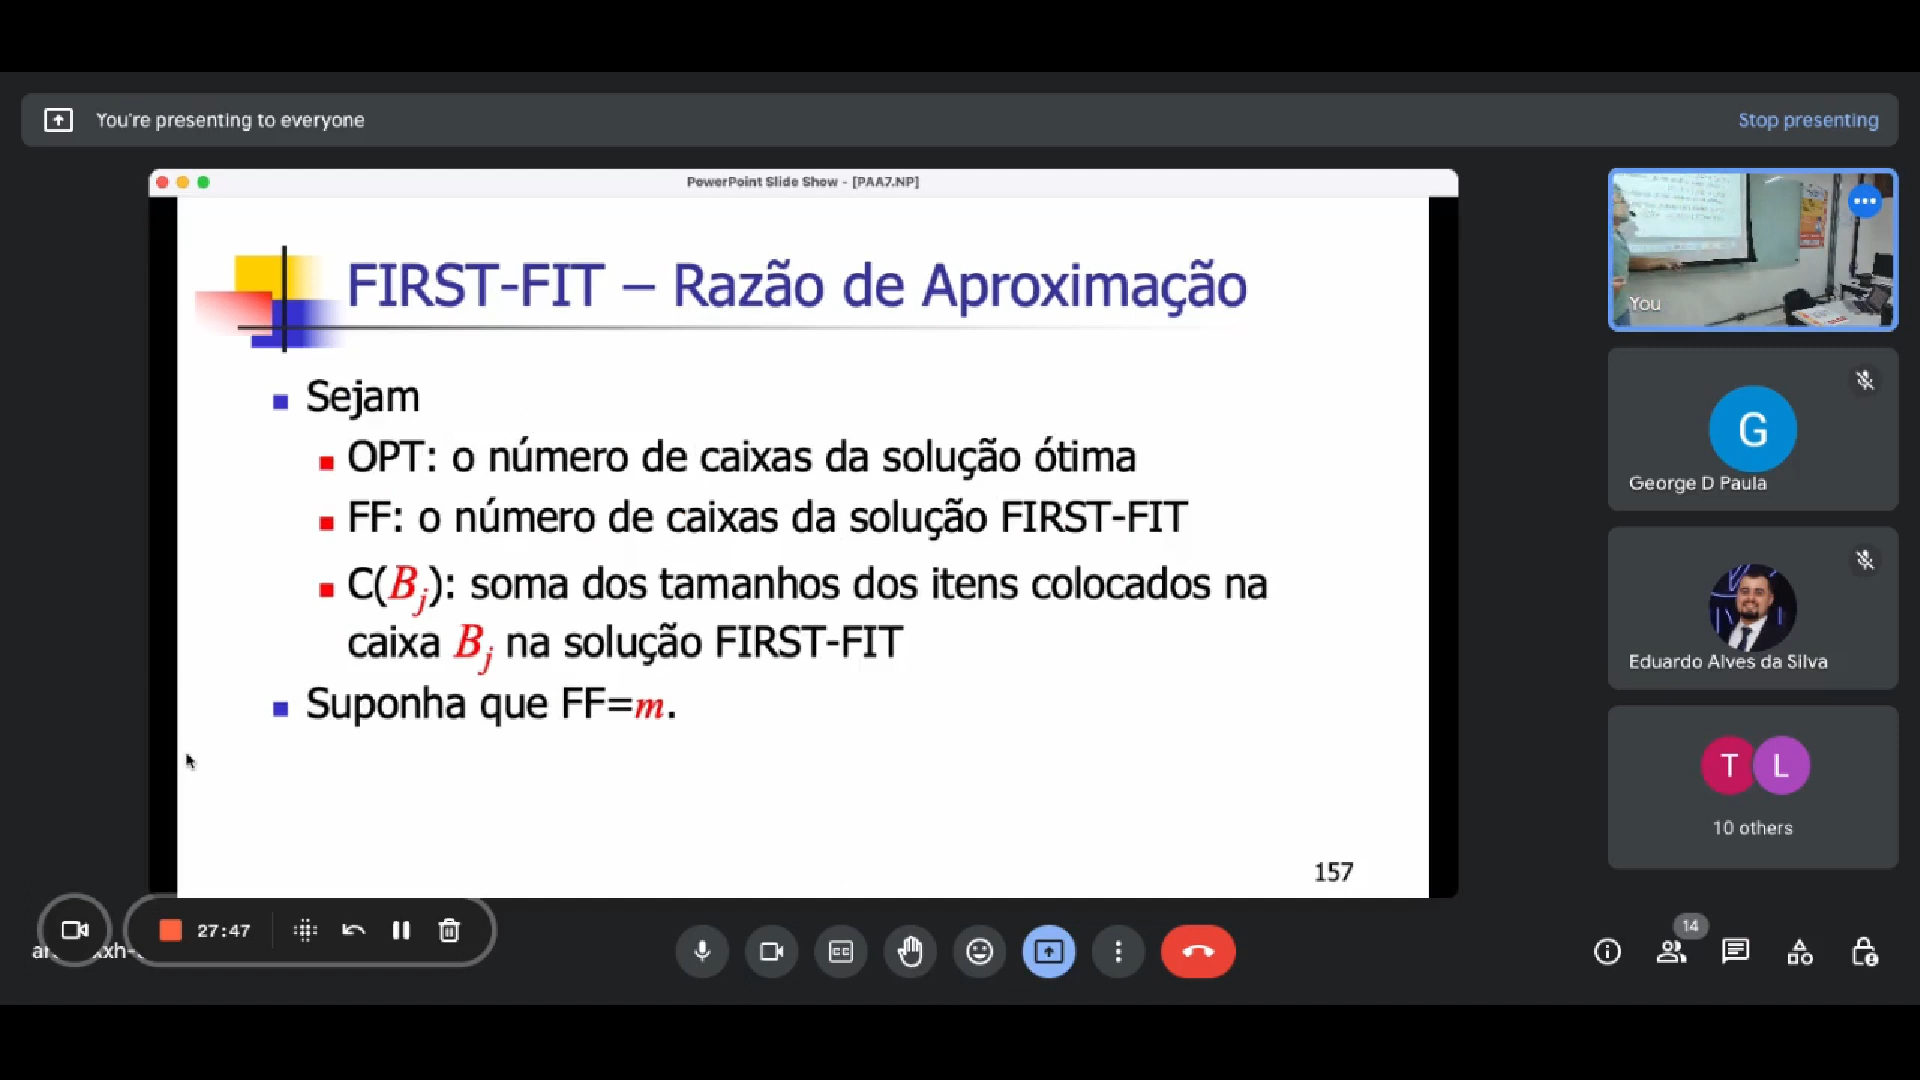 You're presenting to everyone
Stop presenting
PowerPoint Slide Show - [PAA7.NP]
FIRST-FIT – Razão de Aproximação
Sejam
OPT: o número de caixas da solução ótima
FF: o número de caixas da solução FIRST-FIT
C(Bj): soma dos tamanhos dos itens colocados na
caixa Bj na solução FIRST-FIT
Suponha que FF=m.
157
You
G
George D Paula
Eduardo Alves da Silva
T L
10 others
27:47
CC
14